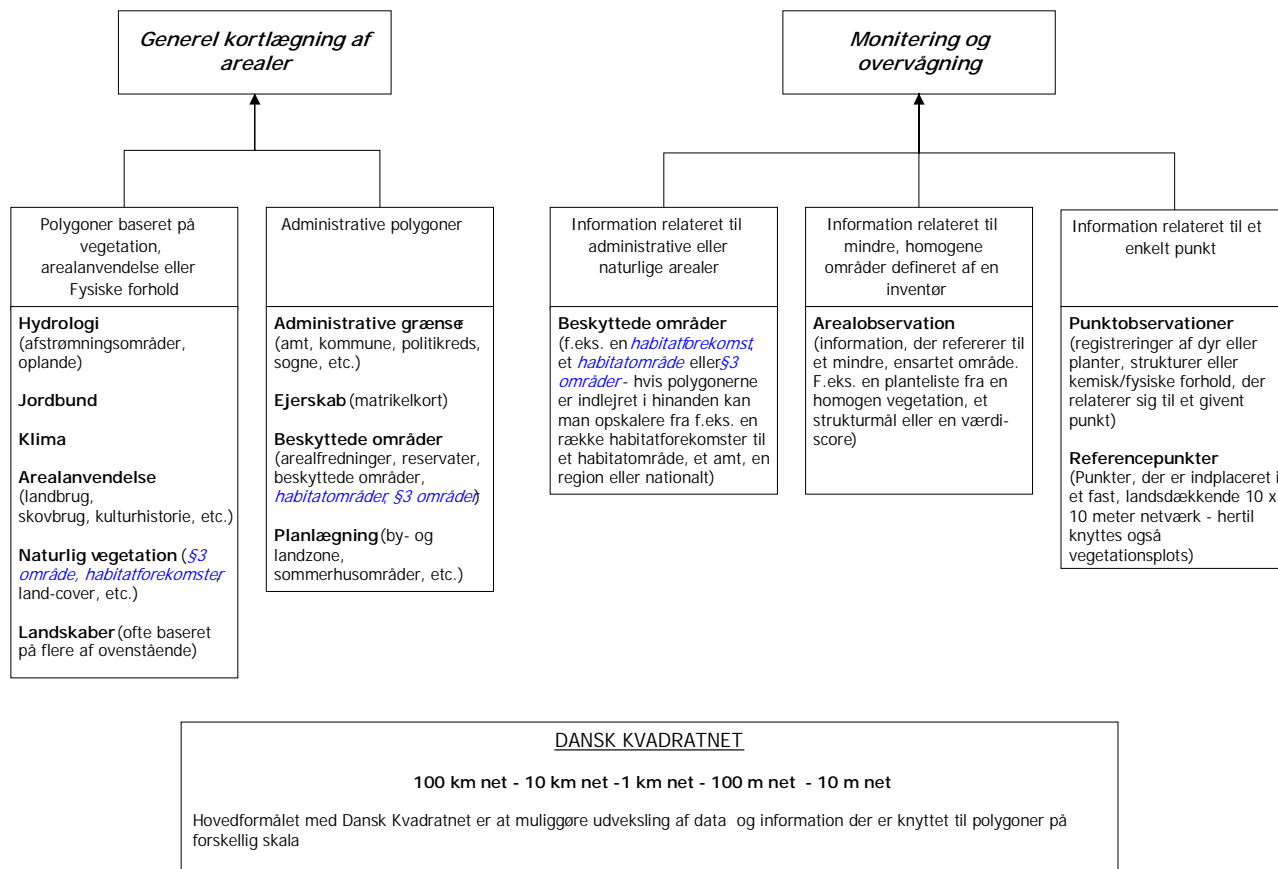 Generel kortlægning af
arealer
Monitering og
overvågning
Polygoner baseret på
vegetation,
arealanvendelse eller
Fysiske forhold
Administrative polygoner
Information relateret til
administrative eller
naturlige arealer
Information relateret til
mindre, homogene
områder defineret af en
inventør
Information relateret til et
enkelt punkt
Hydrologi
(afstrømningsområder,
oplande)
Jordbund
Klima
Arealanvendelse
(landbrug,
skovbrug, kulturhistorie, etc.)
Naturlig vegetation (§3
område, habitatforekomster,
land-cover, etc.)
Landskaber (ofte baseret
på flere af ovenstående)
Administrative grænser
(amt, kommune, politikreds,
sogne, etc.)
Ejerskab (matrikelkort)
Beskyttede områder
(arealfredninger, reservater,
beskyttede områder,
habitatområder, §3 områder)
Planlægning (by- og
landzone,
sommerhusområder, etc.)
Beskyttede områder
(f.eks. en habitatforekomst,
et habitatområde eller §3
områder - hvis polygonerne
er indlejret i hinanden kan
man opskalere fra f.eks. en
række habitatforekomster til
et habitatområde, et amt, en
region eller nationalt)
Arealobservation
(information, der refererer til
et mindre, ensartet område.
F.eks. en planteliste fra en
homogen vegetation, et
strukturmål eller en værdi-
score)
Punktobservationer
(registreringer af dyr eller
planter, strukturer eller
kemisk/fysiske forhold, der
relaterer sig til et givent
punkt)
Referencepunkter
(Punkter, der er indplaceret i
et fast, landsdækkende 10 x
10 meter netværk - hertil
knyttes også
vegetationsplots)
DANSK KVADRATNET
100 km net - 10 km net -1 km net - 100 m net - 10 m net
Hovedformålet med Dansk Kvadratnet er at muliggøre udveksling af data og information der er knyttet til polygoner på
forskellig skala